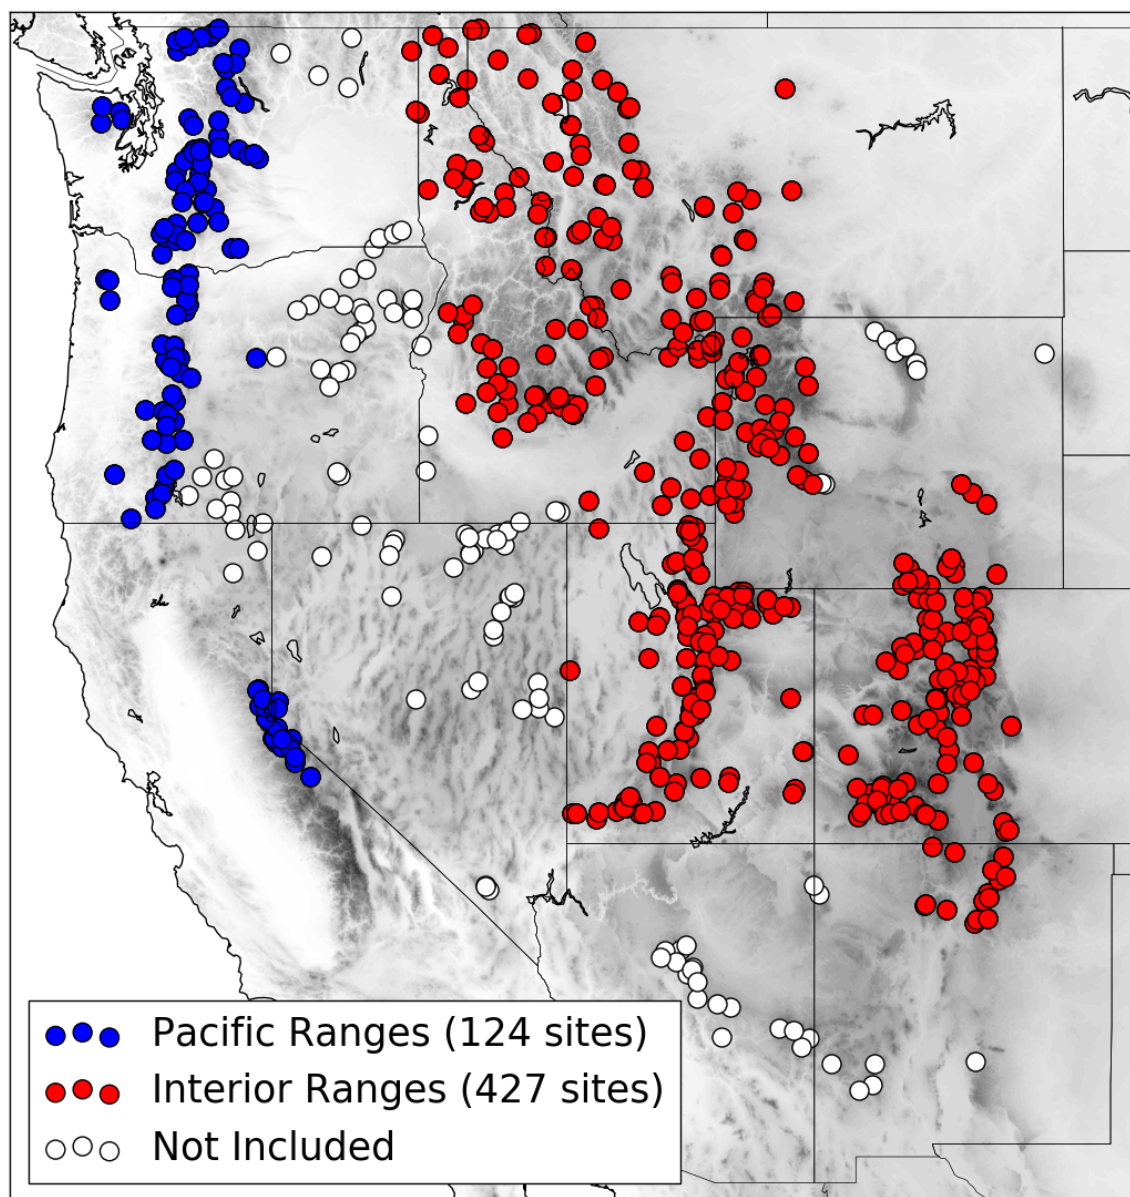 Pacific Ranges (124 sites)
Interior Ranges (427 sites)
Not Included